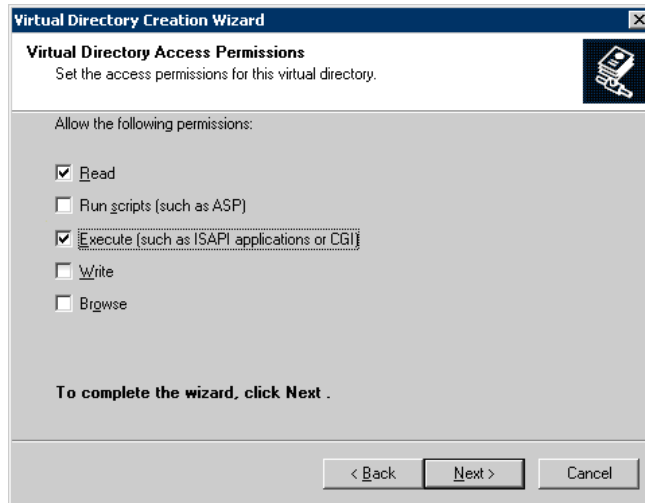 Virtual Directory Creation Wizard
Virtual Directory Access Permissions
Set the access permissions for this virtual directory.
Allow the following permissions:
Read
Run scripts (such as ASP)
Execute (such as ISAPI applications or CGI)
Write
Browse
To complete the wizard, click Next .
< Back Next > Cancel